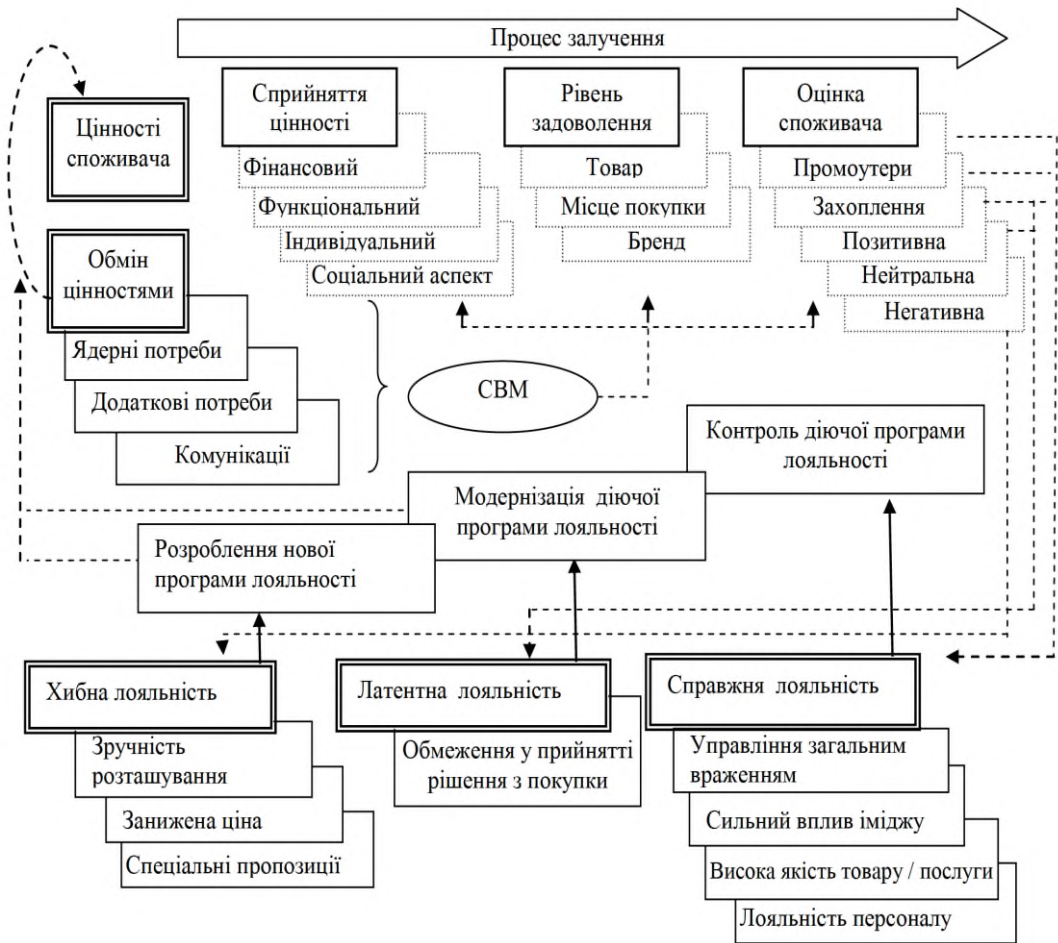 Процес залучення
Цінності
споживача
Сприйняття
цінності
Фінансовий
Функціональний
Індивідуальний
Соціальний аспект
Рівень
задоволення
Товар
Місце покупки
Бренд
Оцінка
споживача
Промоутери
Захоплення
Позитивна
Нейтральна
Негативна
Обмін
цінностями
Ядерні потреби
Додаткові потреби
Комунікації
СВМ
Контроль діючої програми
лояльності
Модернізація діючої
програми лояльності
Розроблення нової
програми лояльності
Хибна лояльність
Зручність
розташування
Занижена ціна
Спеціальні пропозиції
Латентна лояльність
Обмеження у прийнятті
рішення з покупки
Справжня лояльність
Управління загальним
враженням
Сильний вплив іміджу
Висока якість товару / послуги
Лояльність персоналу